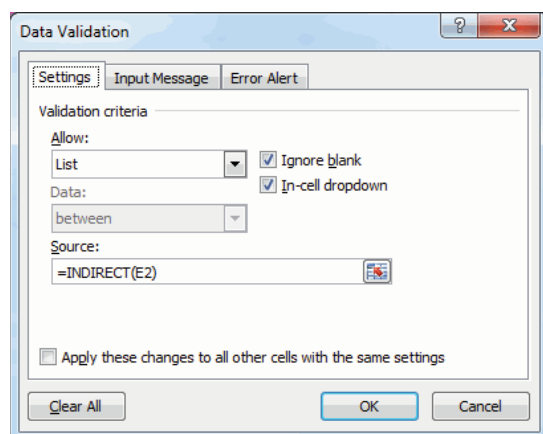 Data Validation
?
X
Settings Input Message Error Alert
Validation criteria
Allow:
List
Ignore blank
In-cell dropdown
Data:
between
Source:
=INDIRECT(E2)
Apply these changes to all other cells with the same settings
Clear All OK Cancel